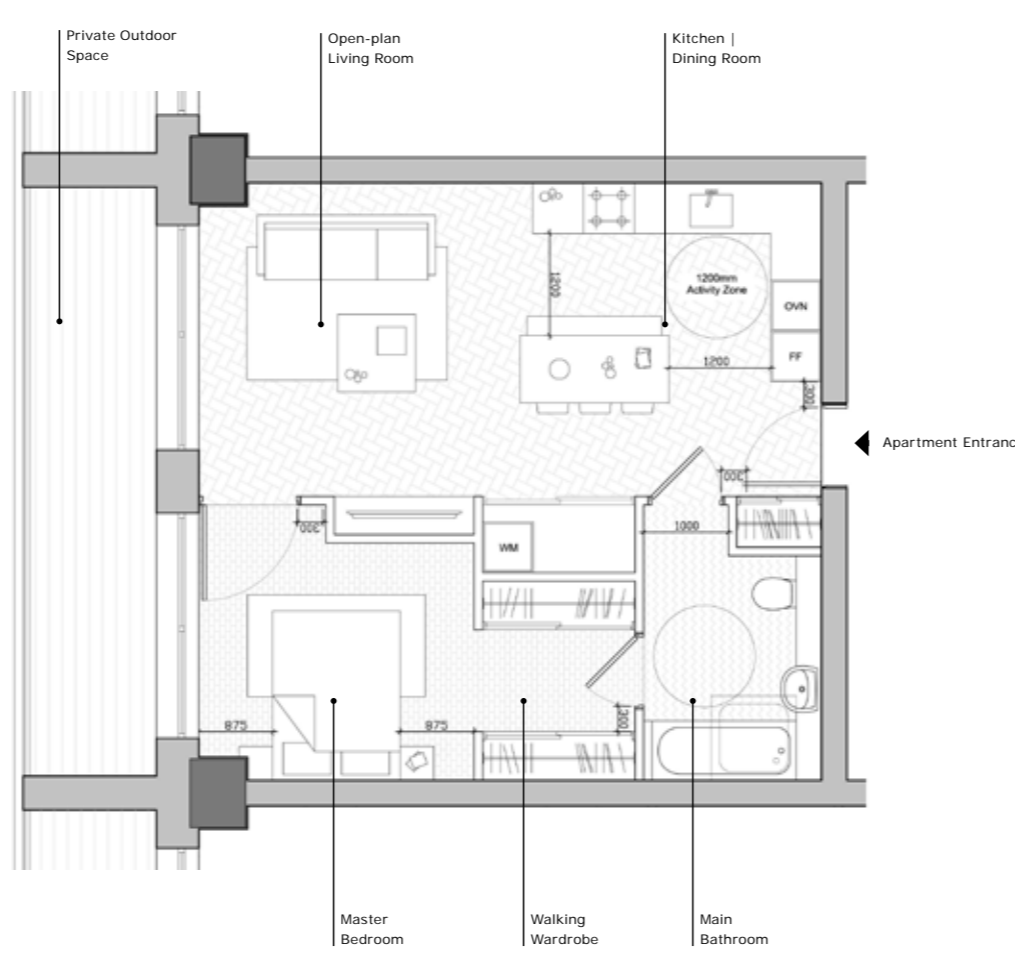 Private Outdoor
Space
Open-plan
Living Room
Kitchen |
Dining Room
1200
1200mm
Activity Zone
OVN
FF
1200
300
Apartment Entranc
300
300
1000
WM
875
875
300
Master
Bedroom
Walking
Wardrobe
Main
Bathroom